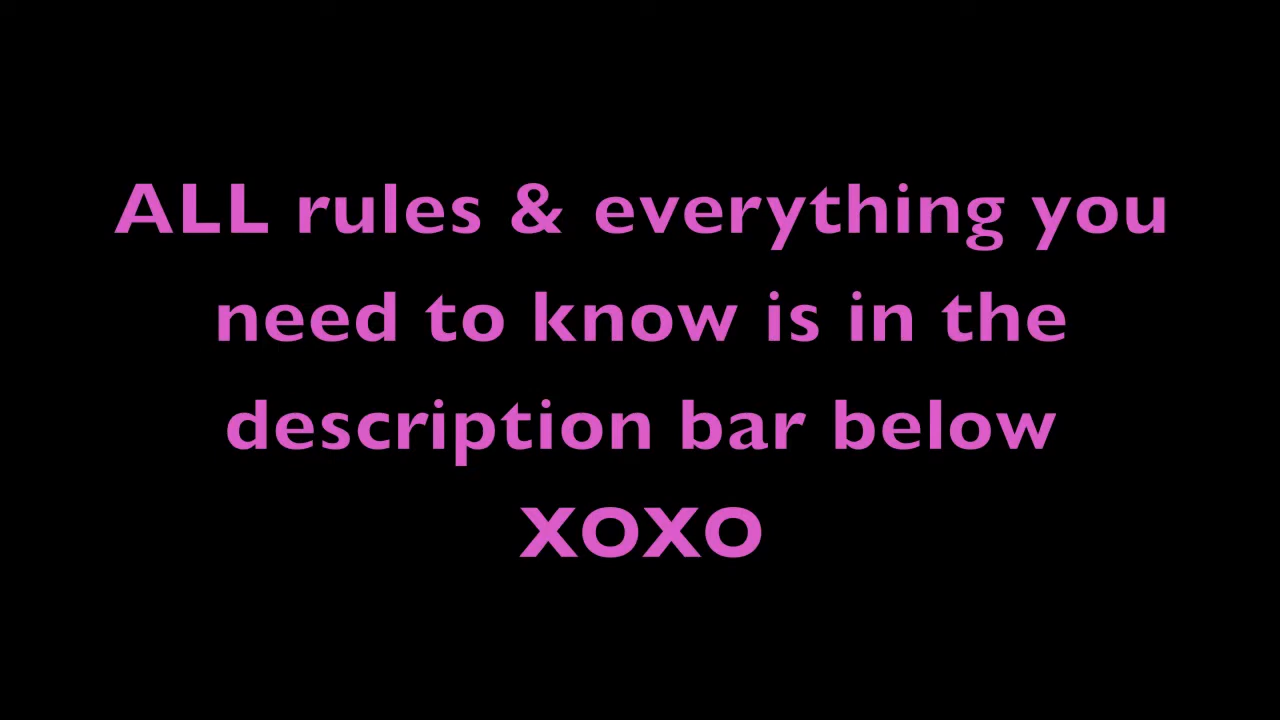 ALL rules & everything you
need to know is in the
description bar below
XOXO